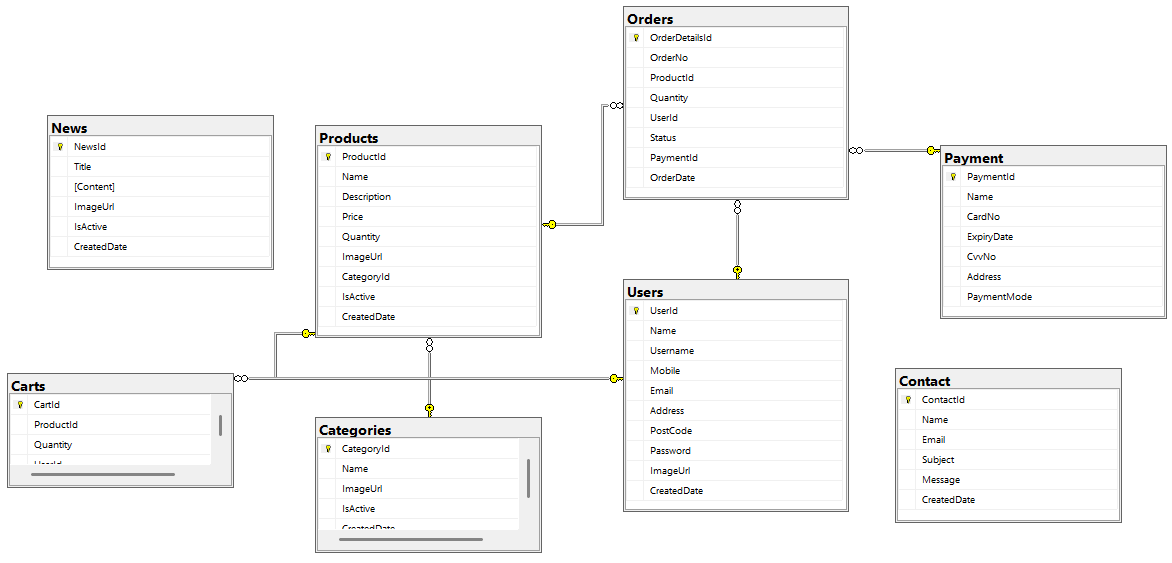 Orders
OrderDetailsId
OrderNo
ProductId
Quantity
UserId
Status
PaymentId
OrderDate
News
NewsId
Title
[Content]
ImageUrl
IsActive
CreatedDate
Products
ProductId
Name
Description
Price
Quantity
ImageUrl
CategoryId
IsActive
CreatedDate
Payment
PaymentId
Name
CardNo
ExpiryDate
CvvNo
Address
PaymentMode
Users
UserId
Name
Username
Mobile
Email
Address
PostCode
Password
ImageUrl
CreatedDate
Carts
CartId
ProductId
Quantity
UserId
Categories
CategoryId
Name
ImageUrl
IsActive
CreatedDate
Contact
ContactId
Name
Email
Subject
Message
CreatedDate